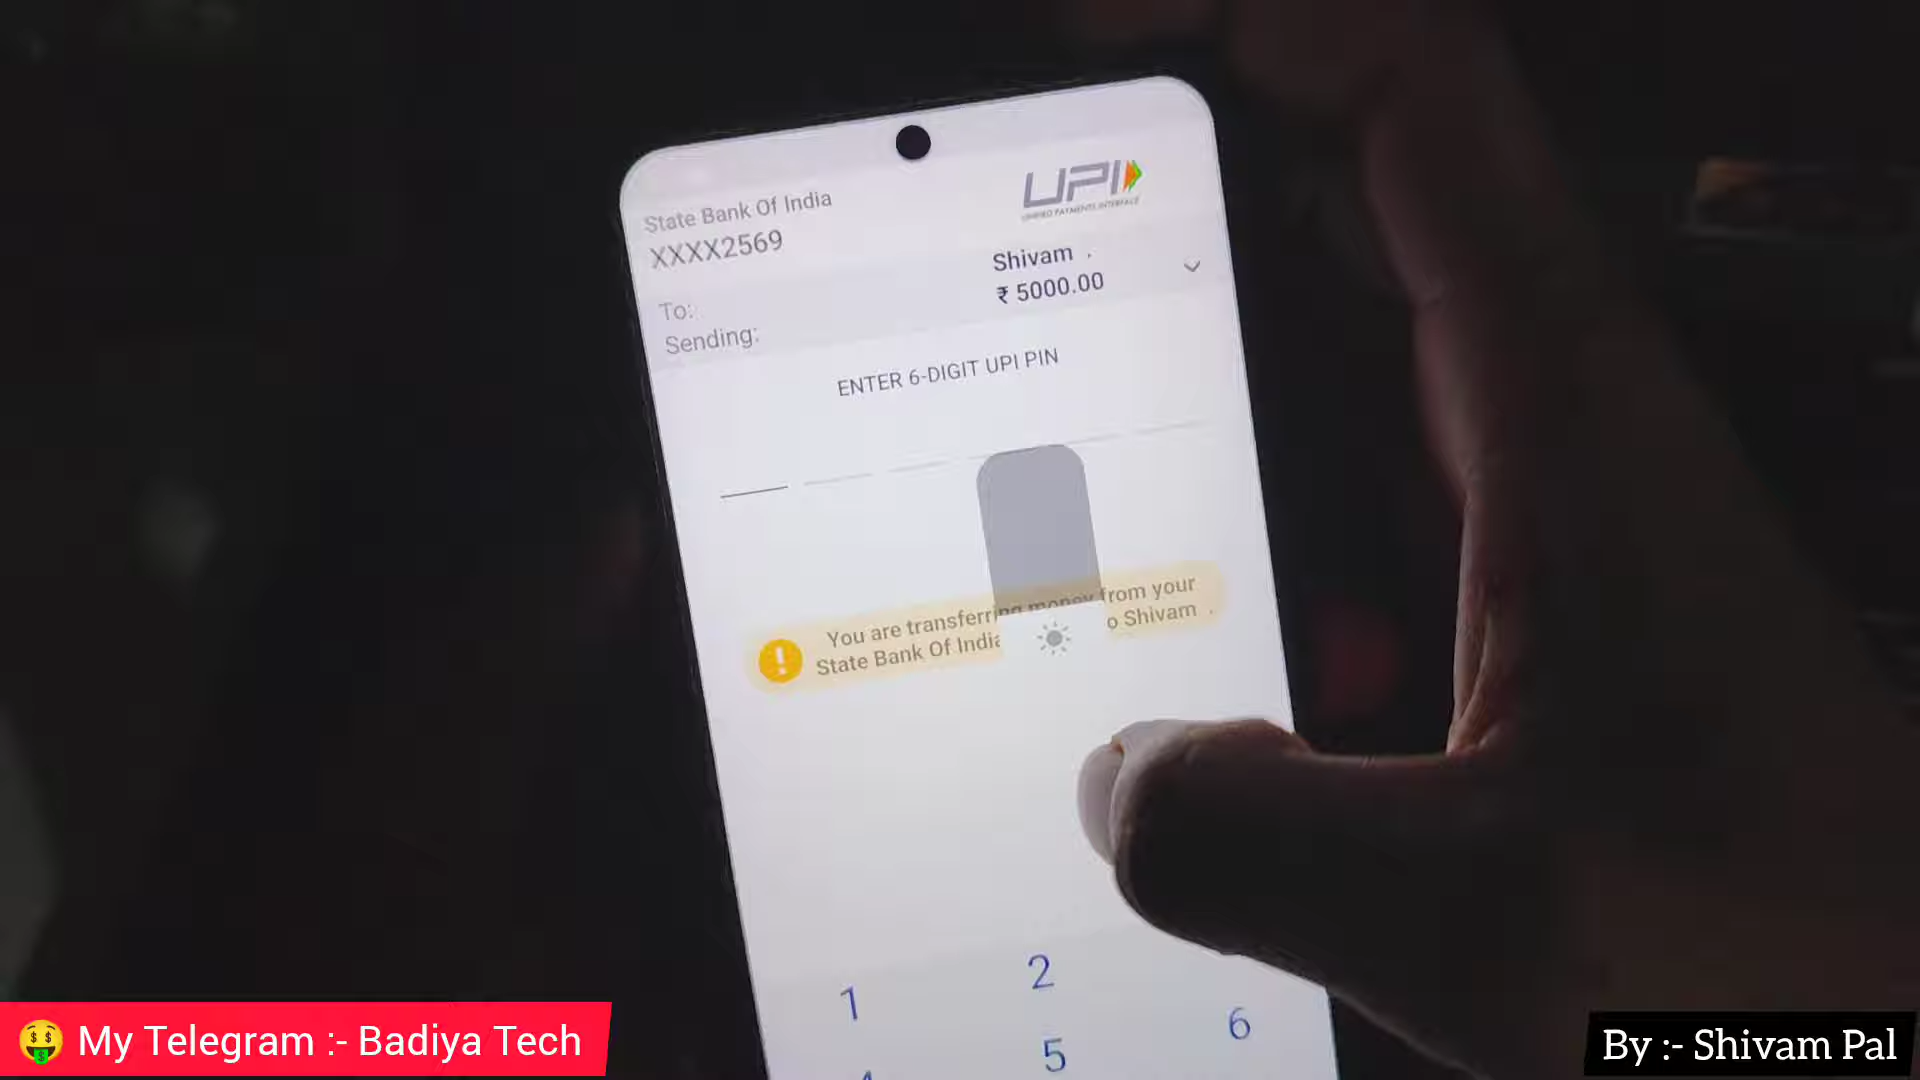 State Bank Of India
XXXX2569
UPI
UNIFIED PAYMENTS INTERFACE
To:
Shivam .
Sending:
₹ 5000.00
ENTER 6-DIGIT UPI PIN
You are transferring money from your
State Bank Of India o Shivam .
1
2
5
6
My Telegram :- Badiya Tech
By :- Shivam Pal